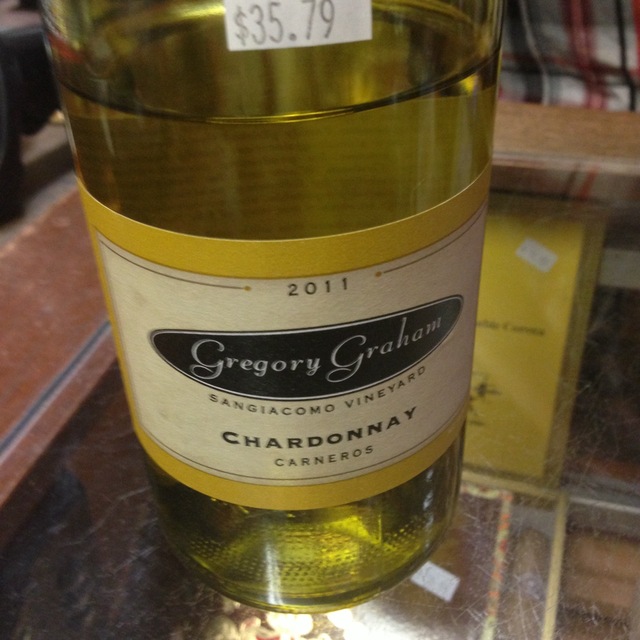 $35.79
2011
Gregory Graham
SANGIACOMO VINEYARD
CHARDONNAY
CARNEROS